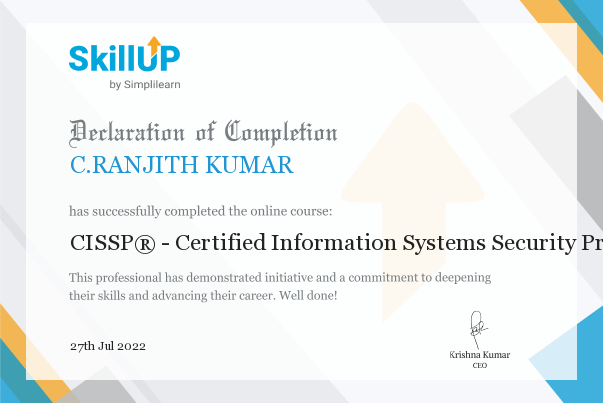 SkillUP
by Simplilearn
Declaration of Completion
C.RANJITH KUMAR
has successfully completed the online course:
CISSP® - Certified Information Systems Security Pr
This professional has demonstrated initiative and a commitment to deepening
their skills and advancing their career. Well done!
27th Jul 2022
Krishna Kumar
CEO